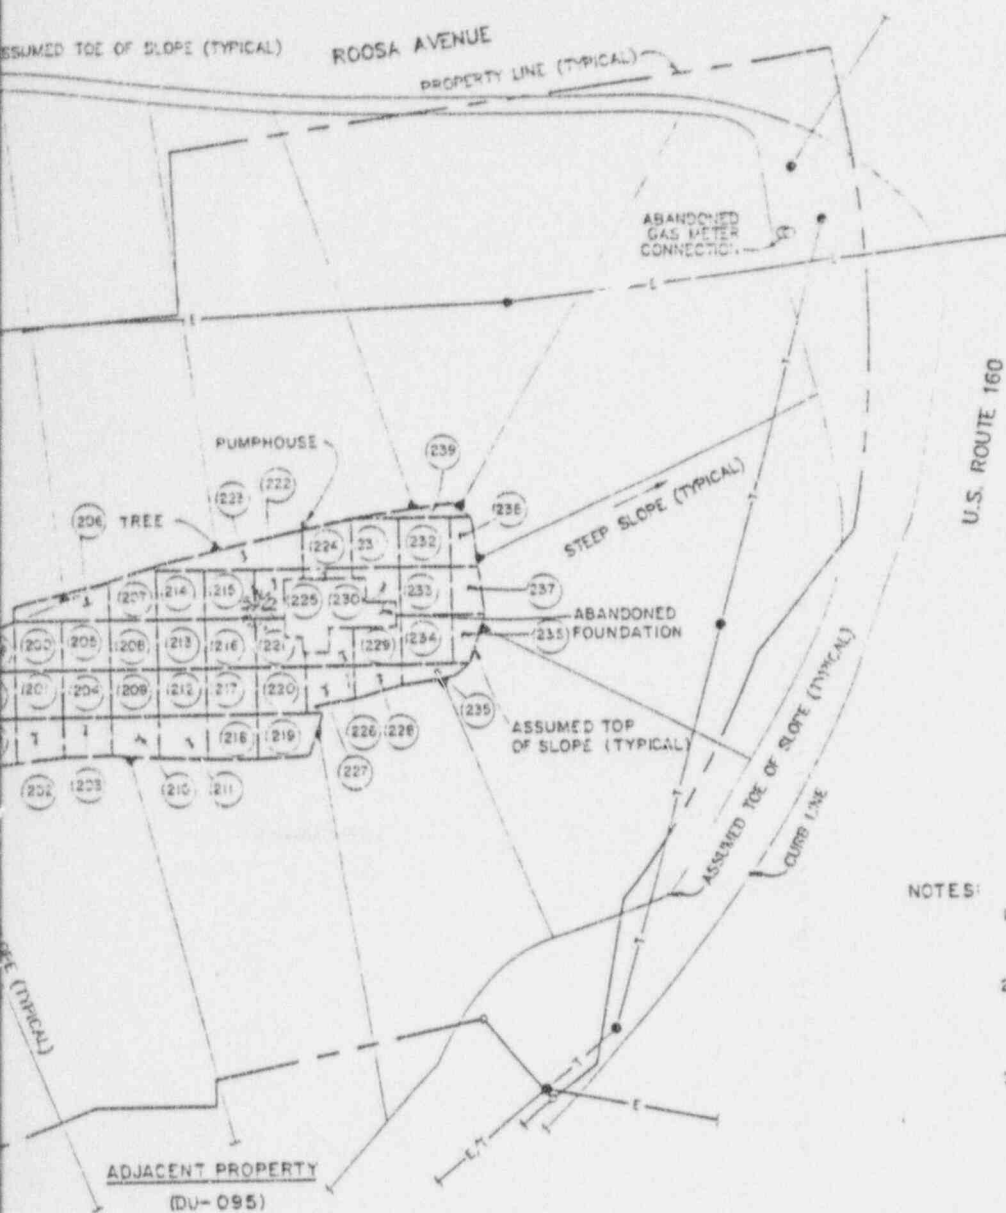 SSUMED TOE OF SLOPE (TYPICAL)
ROOSA AVENUE
PROPERTY LINE (TYPICAL)
ABANDONED
GAS METER
CONNECTION
E
E
E
T
U.S. ROUTE 160
PUMPHOUSE
239
222
206
TREE
238
STEEP SLOPE (TYPICAL)
224
232
207
214
215
225
230
233
237
ABANDONED
FOUNDATION
200
205
208
213
216
221
229
234
201
204
209
212
217
220
235
226
228
ASSUMED TOP
OF SLOPE (TYPICAL)
218
219
227
202
203
210
211
T
ASSUMED TOE OF SLOPE (TYPICAL)
CURB LINE
NOTES:
T
OPE (TYPICAL)
T
E
E,T
ADJACENT PROPERTY
(DU-095)